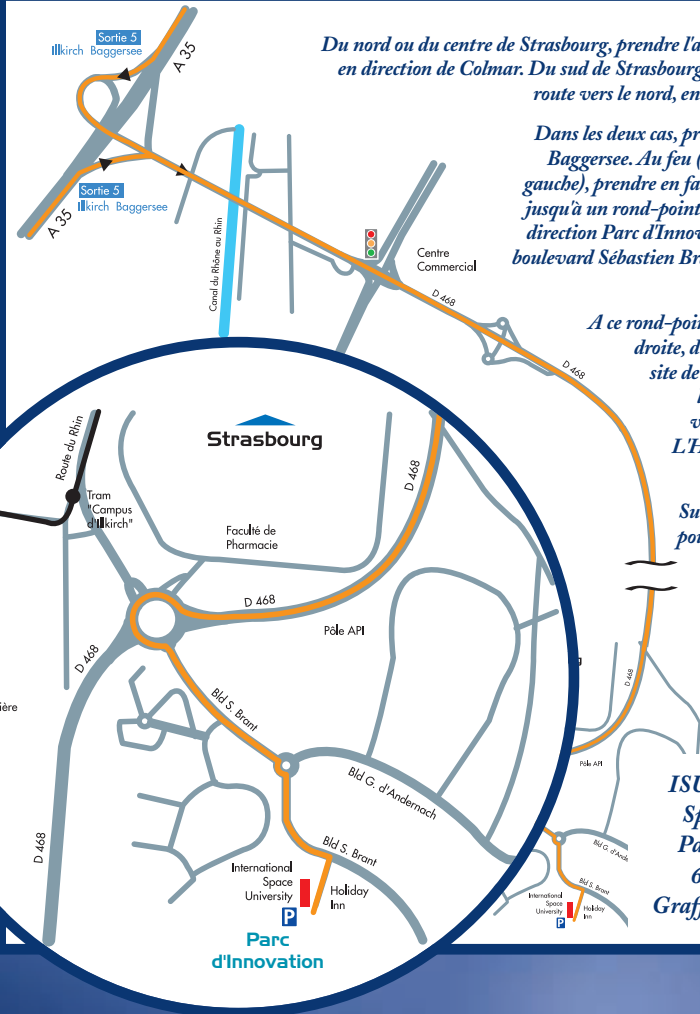 Sortie 5
Illkirch Baggersee
A 35
Sortie 5
Illkirch Baggersee
A 35
Canal du Rhône au Rhin
Centre
Commercial
D 468
D 468
Du nord ou du centre de Strasbourg, prendre l'a
en direction de Colmar. Du sud de Strasbourg
route vers le nord, en
Dans les deux cas, pr
Baggersee. Au feu (
gauche), prendre en fa
jusqu'à un rond-point
direction Parc d'Innov
boulevard Sébastien Br
A ce rond-poin
droite, d
site de
v
L'H
Su
poi
Strasbourg
Route du Rhin
Tram
"Campus
d'Illkirch"
Faculté de
Pharmacie
D 468
D 468
Pôle API
D 468
ière
Bld S. Brant
Bld G. d'Andernach
D 468
Bld S. Brant
International
Space
University
Holiday
Inn
P
Parc
d'Innovation
g
D 468
Pôle API
Bld G. d'Ande
Bld S. Brant
International
Space
University
Holiday
Inn
P
ISU
Sp
Pa
6
Graff